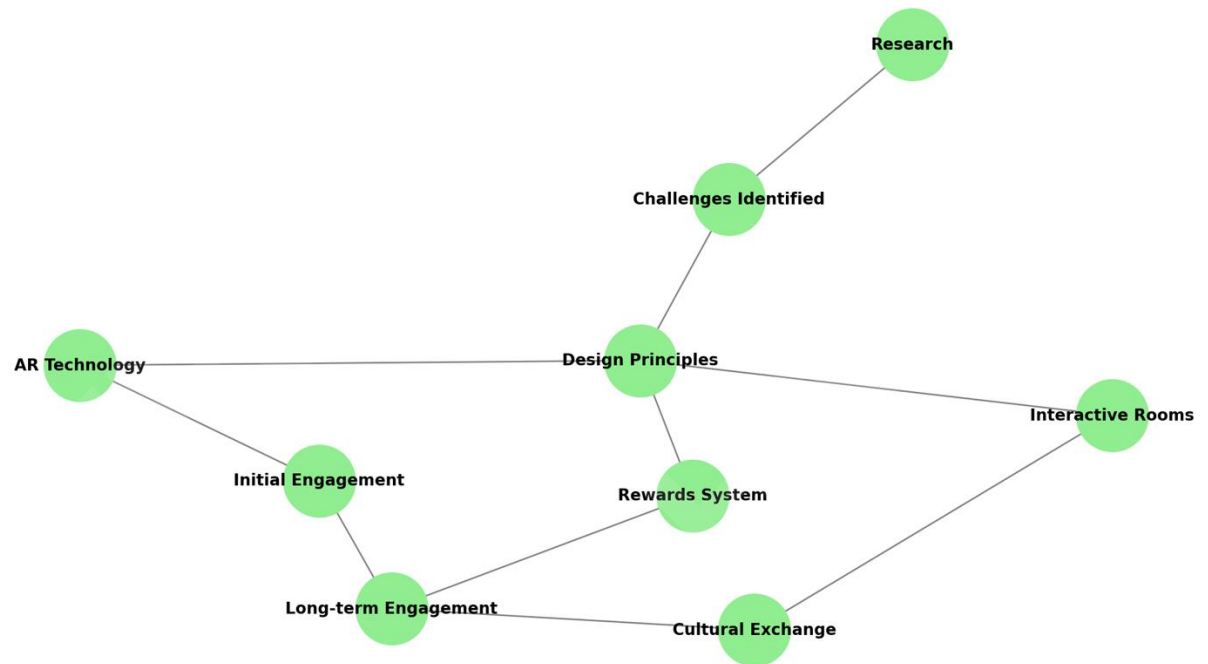 Research
Challenges Identified
Design Principles
AR Technology
Interactive Rooms
Initial Engagement
Rewards System
Long-term Engagement
Cultural Exchange